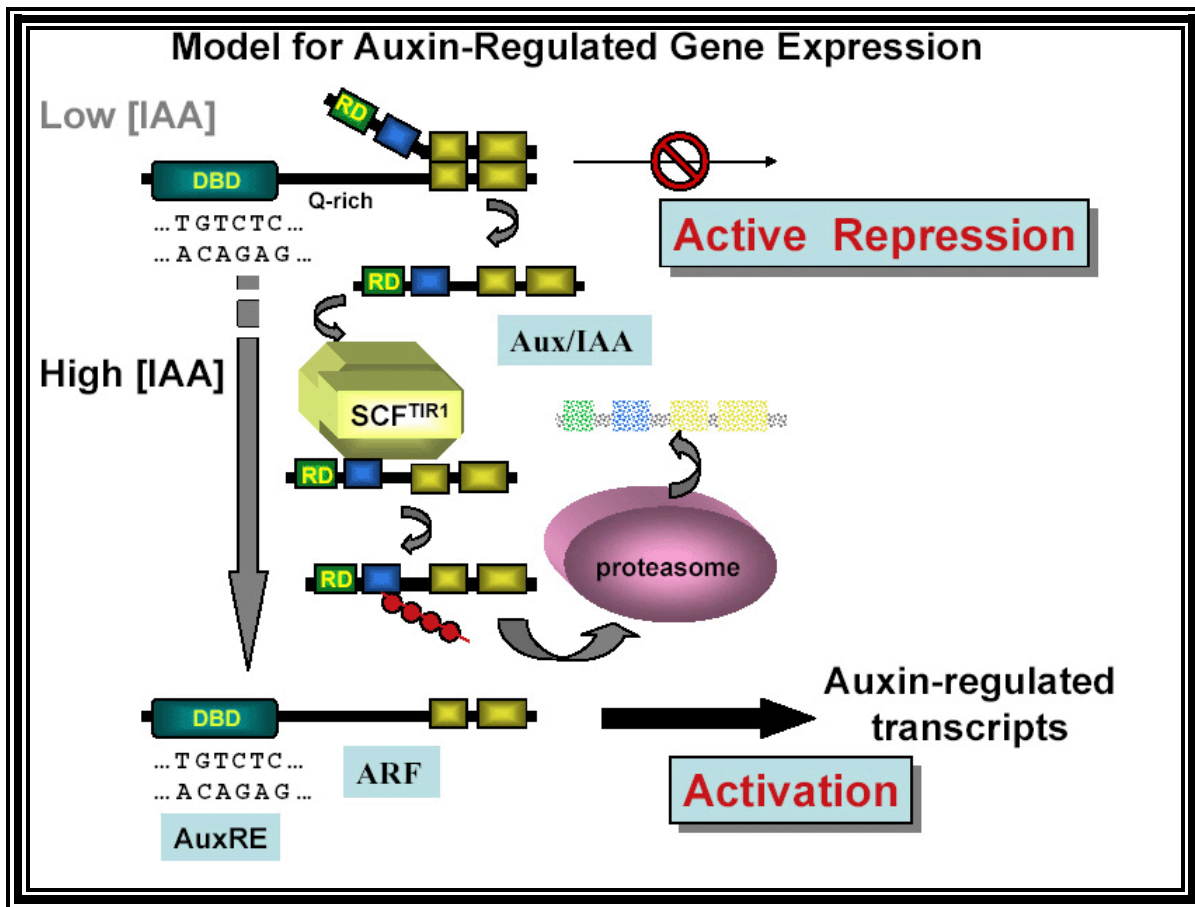 Model for Auxin-Regulated Gene Expression
Low [IAA]
RD
DBD
Q-rich
...TGTCTC...
...ACAGAG...
Active Repression
RD
Aux/IAA
High [IAA]
SCF^TIR1
RD
RD
proteasome
DBD
Auxin-regulated
transcripts
...TGTCTC...
...ACAGAG...
ARF
Activation
AuxRE